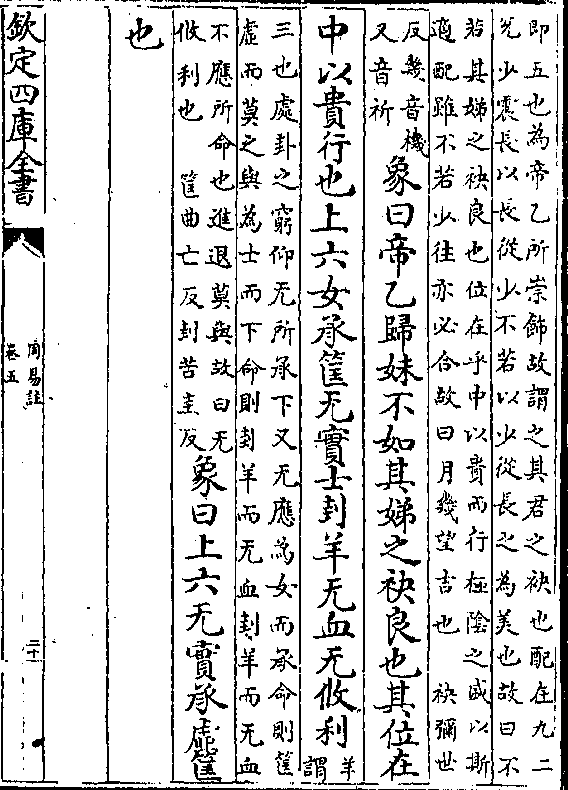 即五也為帝乙所崇飾故謂之其君之袂也配在九二
兊少震長以長從少不若以少從長之為美也故曰不
若其娣之袂良也位在乎中以貴而行極陰之盛以斯
適配雖不若少往亦必合故曰月幾望吉也 袂彌世
反幾音機
又音祈
象曰帝乙歸妹不如其娣之袂良也其位在
中以貴行也上六女承筐无實士刲羊无血无攸利
羊謂
三也處卦之窮仰无所承下又无應為女而承命則筐
虛而莫之與為士而下命則刲羊而无血刲羊而无血
不應所命也進退莫與故曰无
攸利也 筐曲亡反刲苦圭反
象曰上六无實承虛筐
也
欽定四庫全書
周易註
卷五
二十